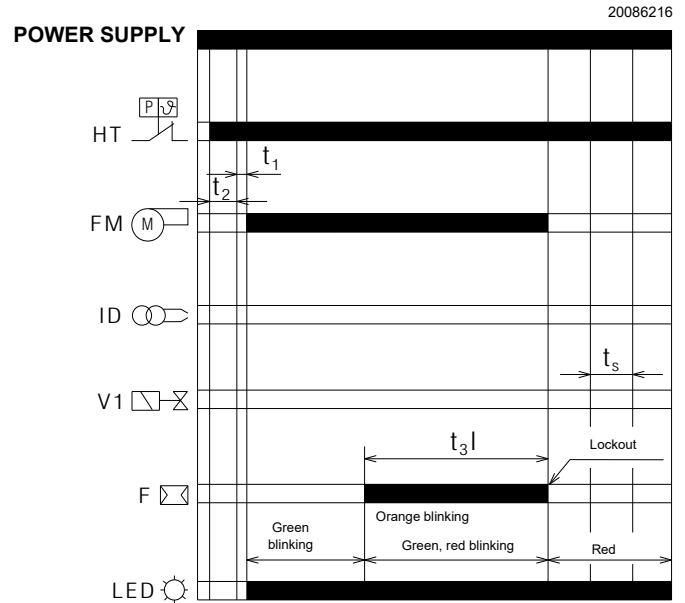 20086216
POWER SUPPLY
P ϑ
HT
t1
t2
FM M
ID
ts
V1
t3l
Lockout
F
Orange blinking
Green
blinking
Green, red blinking
Red
LED